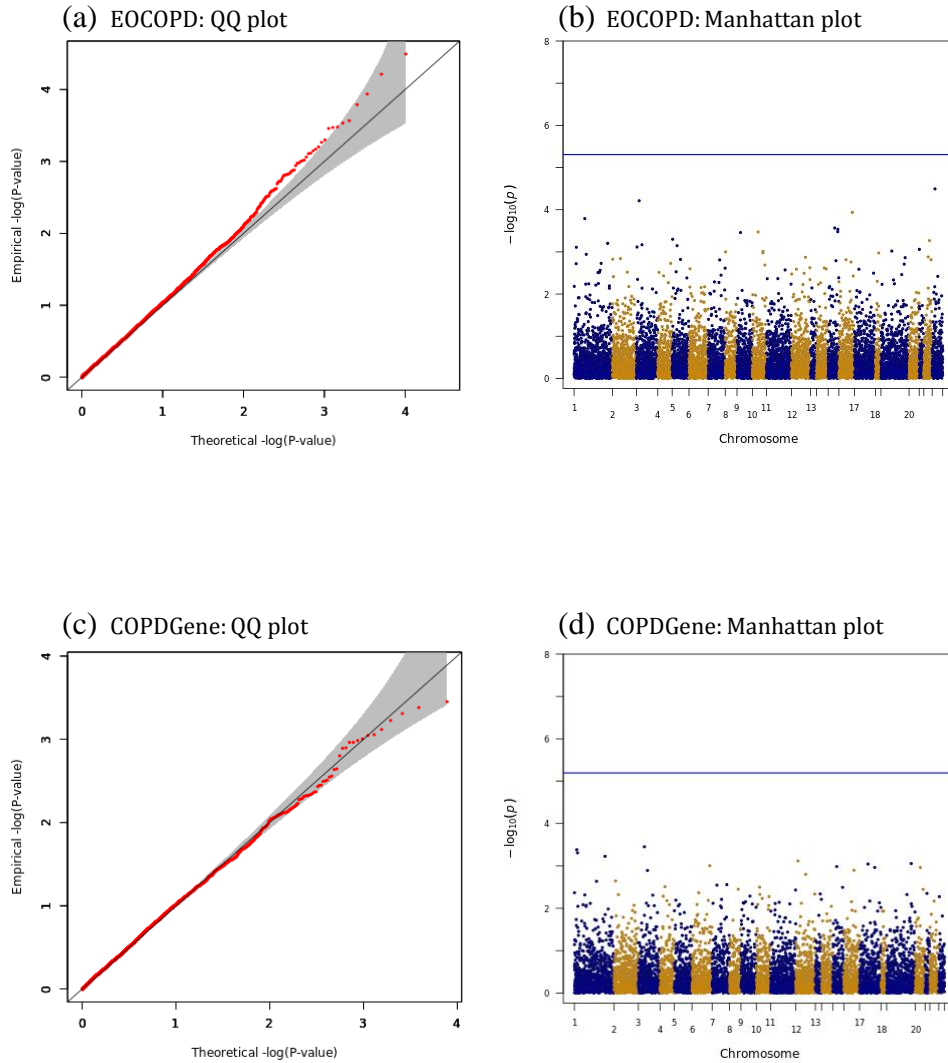 (a) EOCOPD: QQ plot
4
3
2
1
0
Empirical -log(P-value)
0 1 2 3 4
Theoretical -log(P-value)
(b) EOCOPD: Manhattan plot
8
6
4
2
0
− log10(p)
1 3 5 7 9 11 13 17
2 4 6 8 10 12 18 20
Chromosome
(c) COPDGene: QQ plot
4
3
2
1
0
Empirical -log(P-value)
0 1 2 3 4
Theoretical -log(P-value)
(d) COPDGene: Manhattan plot
8
6
4
2
0
− log10(p)
1 3 5 7 9 11 13 17
2 4 6 8 10 12 18 20
Chromosome